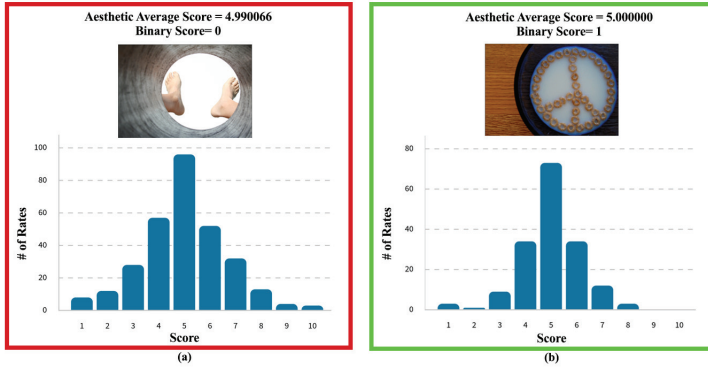 Aesthetic Average Score = 4.990066
Binary Score= 0
100
80
60
40
20
0
# of Rates
1 2 3 4 5 6 7 8 9 10
Score
(a)
Aesthetic Average Score = 5.000000
Binary Score= 1
80
60
40
20
0
# of Rates
1 2 3 4 5 6 7 8 9 10
Score
(b)